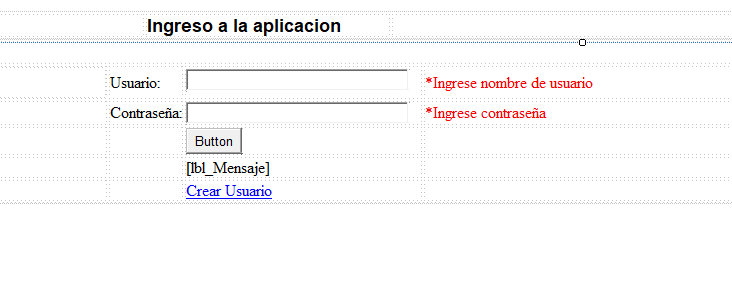 Ingreso a la aplicacion
Usuario: *Ingrese nombre de usuario
Contraseña: *Ingrese contraseña
Button
[lbl_Mensaje]
Crear Usuario